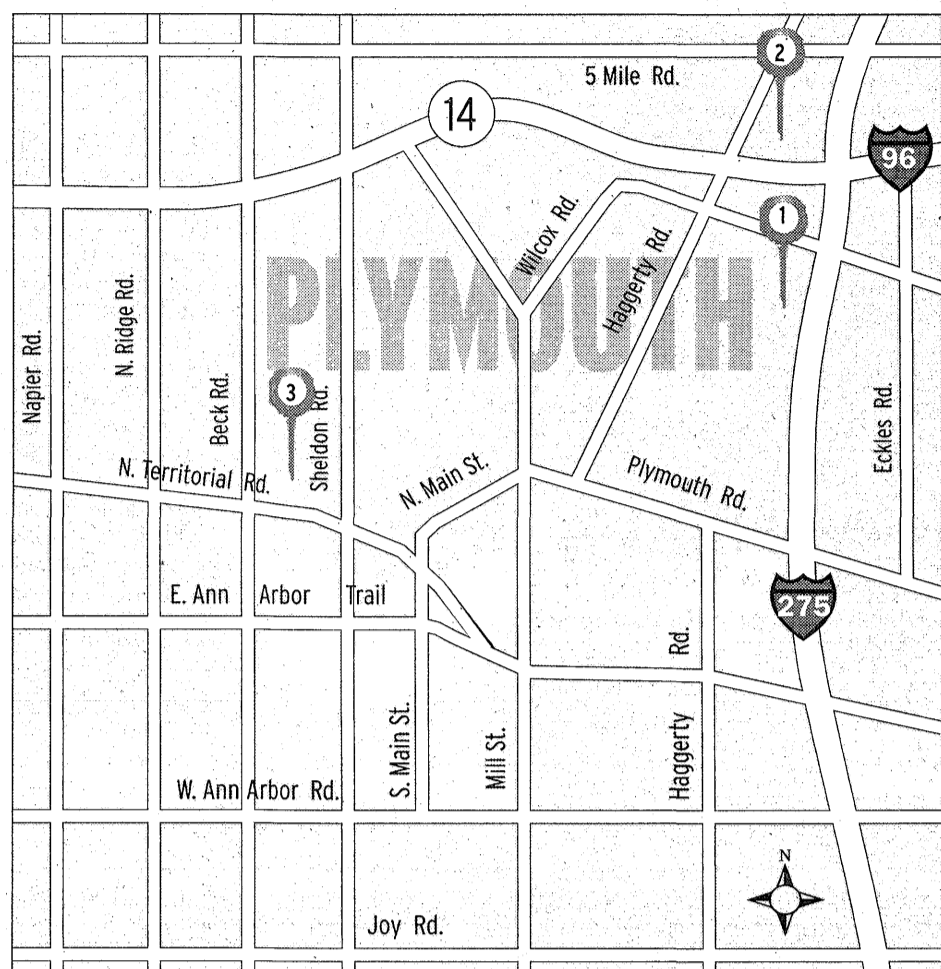 2
5 Mile Rd.
14
96
1
Wilcox Rd.
Haggerty Rd.
PLYMOUTH
N. Ridge Rd.
Napier Rd.
Beck Rd.
3
Sheldon Rd.
Eckles Rd.
N. Territorial Rd.
N. Main St.
Plymouth Rd.
E. Ann Arbor Trail
275
Haggerty Rd.
S. Main St.
Mill St.
W. Ann Arbor Rd.
N
Joy Rd.